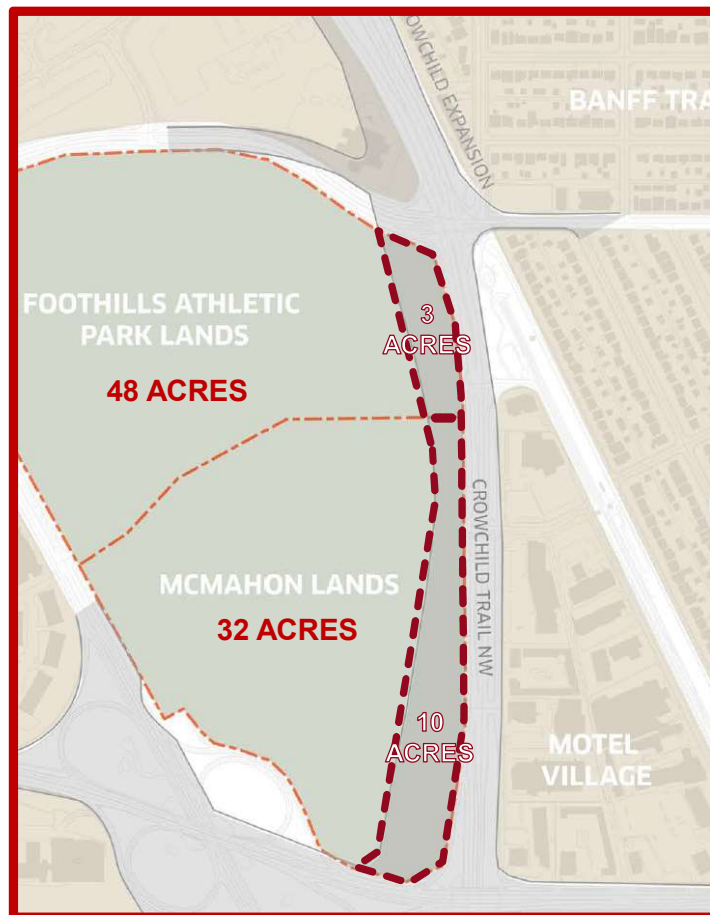 CROWCHILD EXPANSION
BANFF TRA
FOOTHILLS ATHLETIC
PARK LANDS
48 ACRES
3
ACRES
CROWCHILD TRAIL NW
MCMAHON LANDS
32 ACRES
10
ACRES
MOTEL
VILLAGE